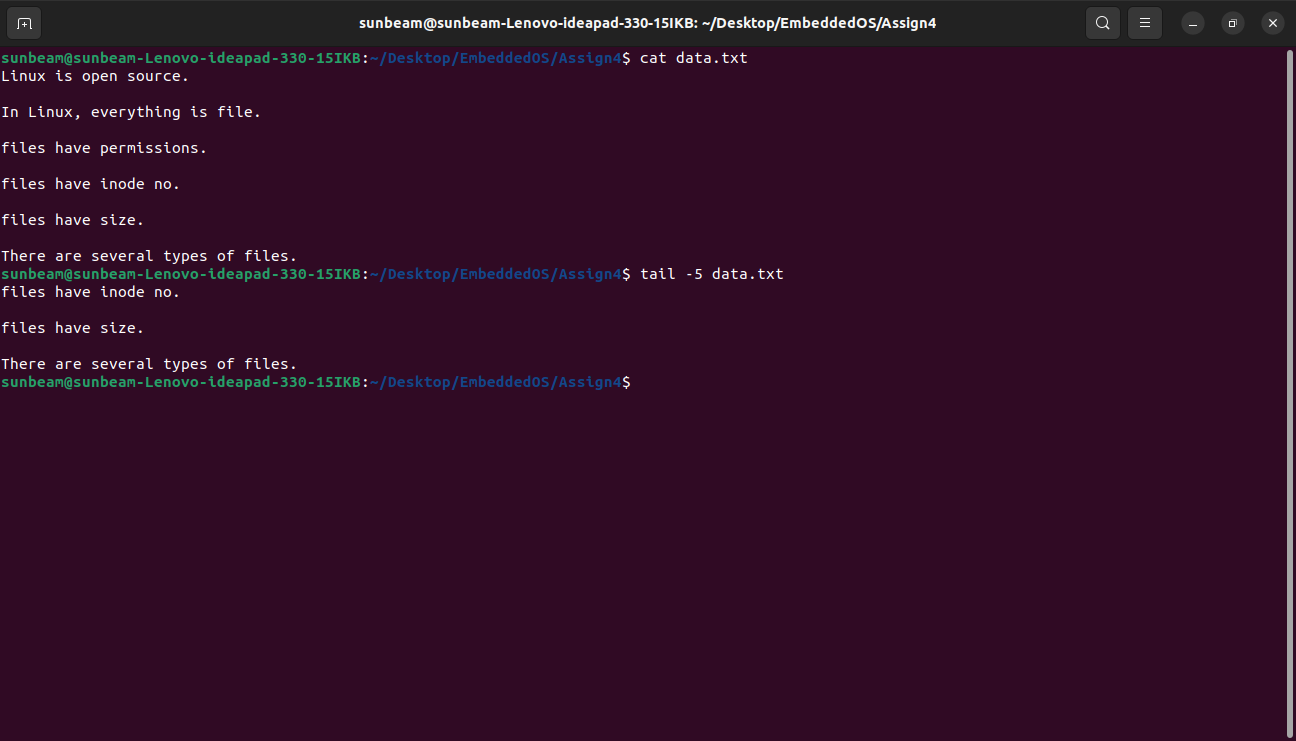 sunbeam@sunbeam-Lenovo-ideapad-330-15IKB: ~/Desktop/EmbeddedOS/Assign4
sunbeam@sunbeam-Lenovo-ideapad-330-15IKB:~/Desktop/EmbeddedOS/Assign4$ cat data.txt
Linux is open source.
In Linux, everything is file.
files have permissions.
files have inode no.
files have size.
There are several types of files.
sunbeam@sunbeam-Lenovo-ideapad-330-15IKB:~/Desktop/EmbeddedOS/Assign4$ tail -5 data.txt
files have inode no.
files have size.
There are several types of files.
sunbeam@sunbeam-Lenovo-ideapad-330-15IKB:~/Desktop/EmbeddedOS/Assign4$